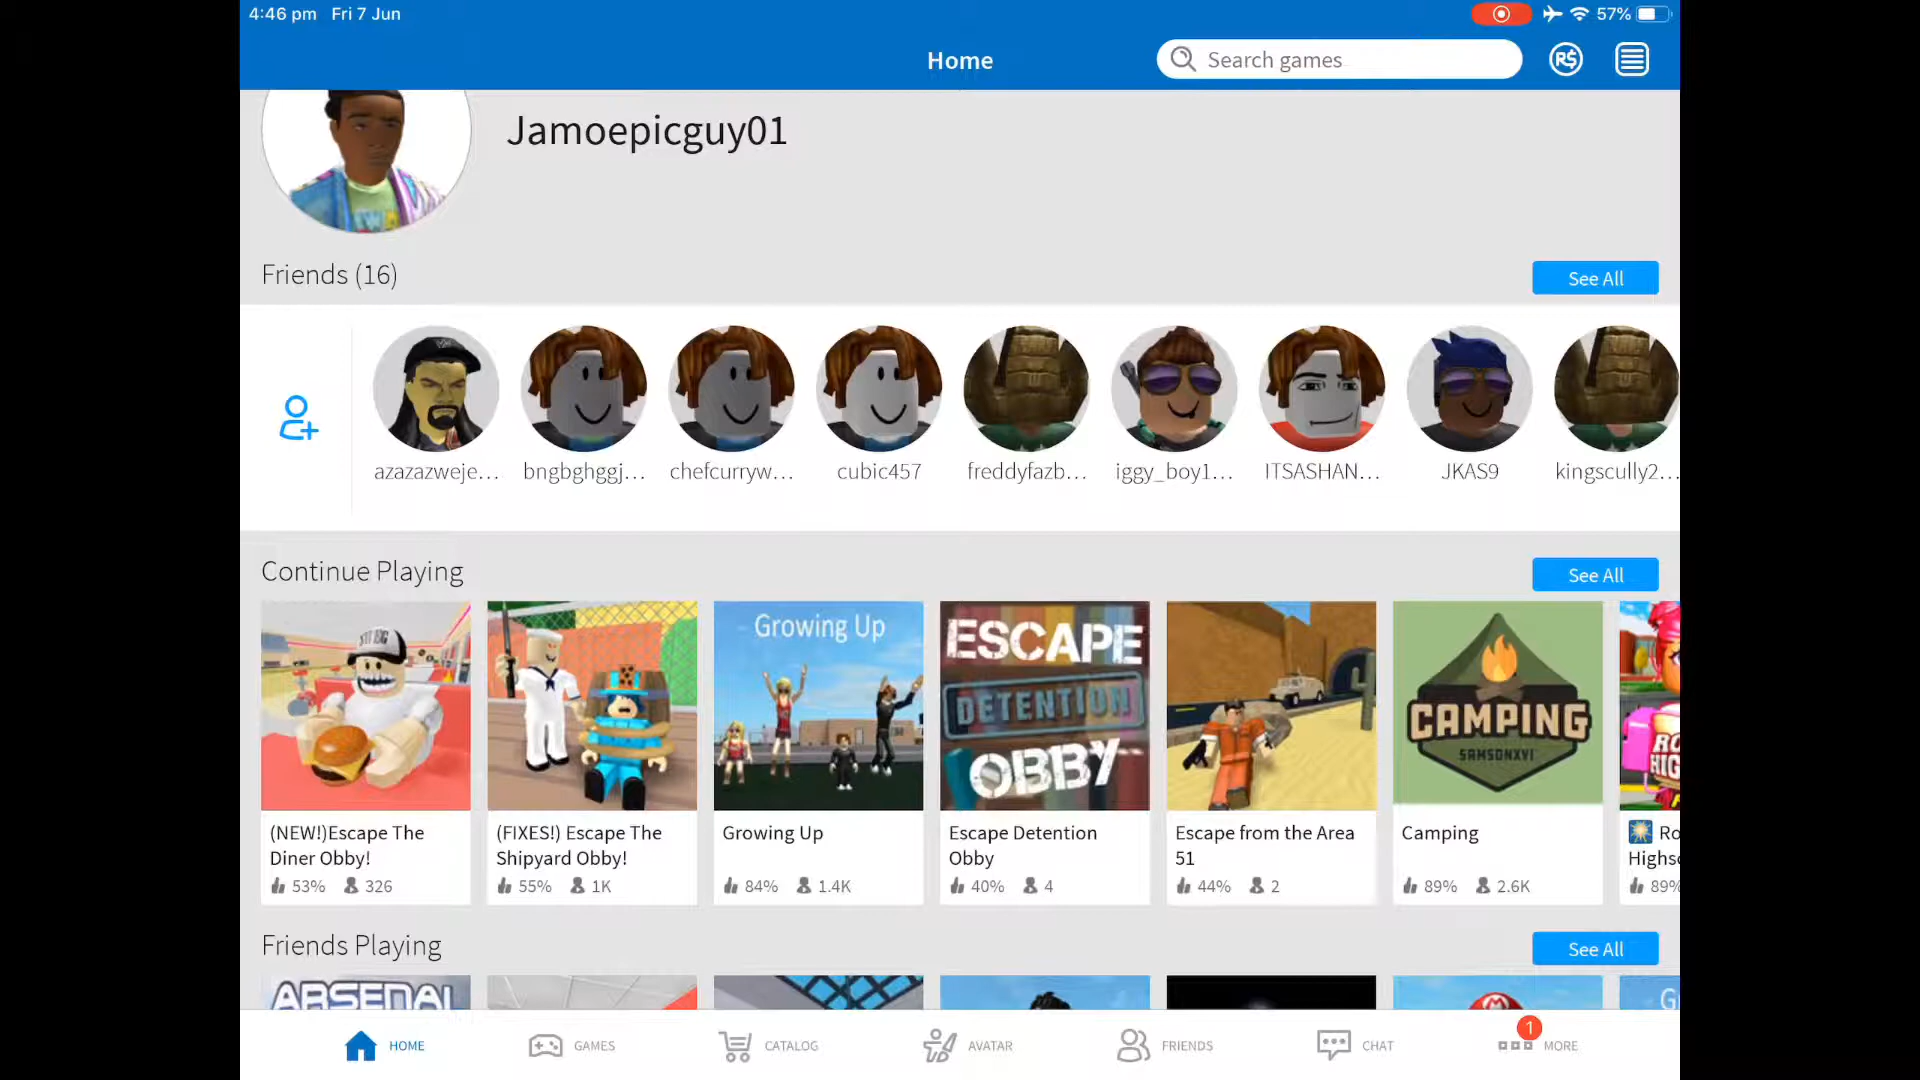 4:46 pm Fri 7 Jun
57%
Home
Search games
R$
Jamoepicguy01
Friends (16)
See All
azazazweje...
bngbghggj...
chefcurryw...
cubic457
freddyfazb...
iggy_boy1...
ITSASHAN...
JKAS9
kingscully2...
Continue Playing
See All
Growing Up
ESCAPE
DETENTION
OBBY
CAMPING
SAMSONXVI
(NEW!)Escape The
Diner Obby!
53% 326
(FIXES!) Escape The
Shipyard Obby!
55% 1K
Growing Up
84% 1.4K
Escape Detention
Obby
40% 4
Escape from the Area
51
44% 2
Camping
89% 2.6K
Ro
Highsc
89%
Friends Playing
See All
ARSENAL
G
HOME
GAMES
CATALOG
AVATAR
FRIENDS
CHAT
1
MORE